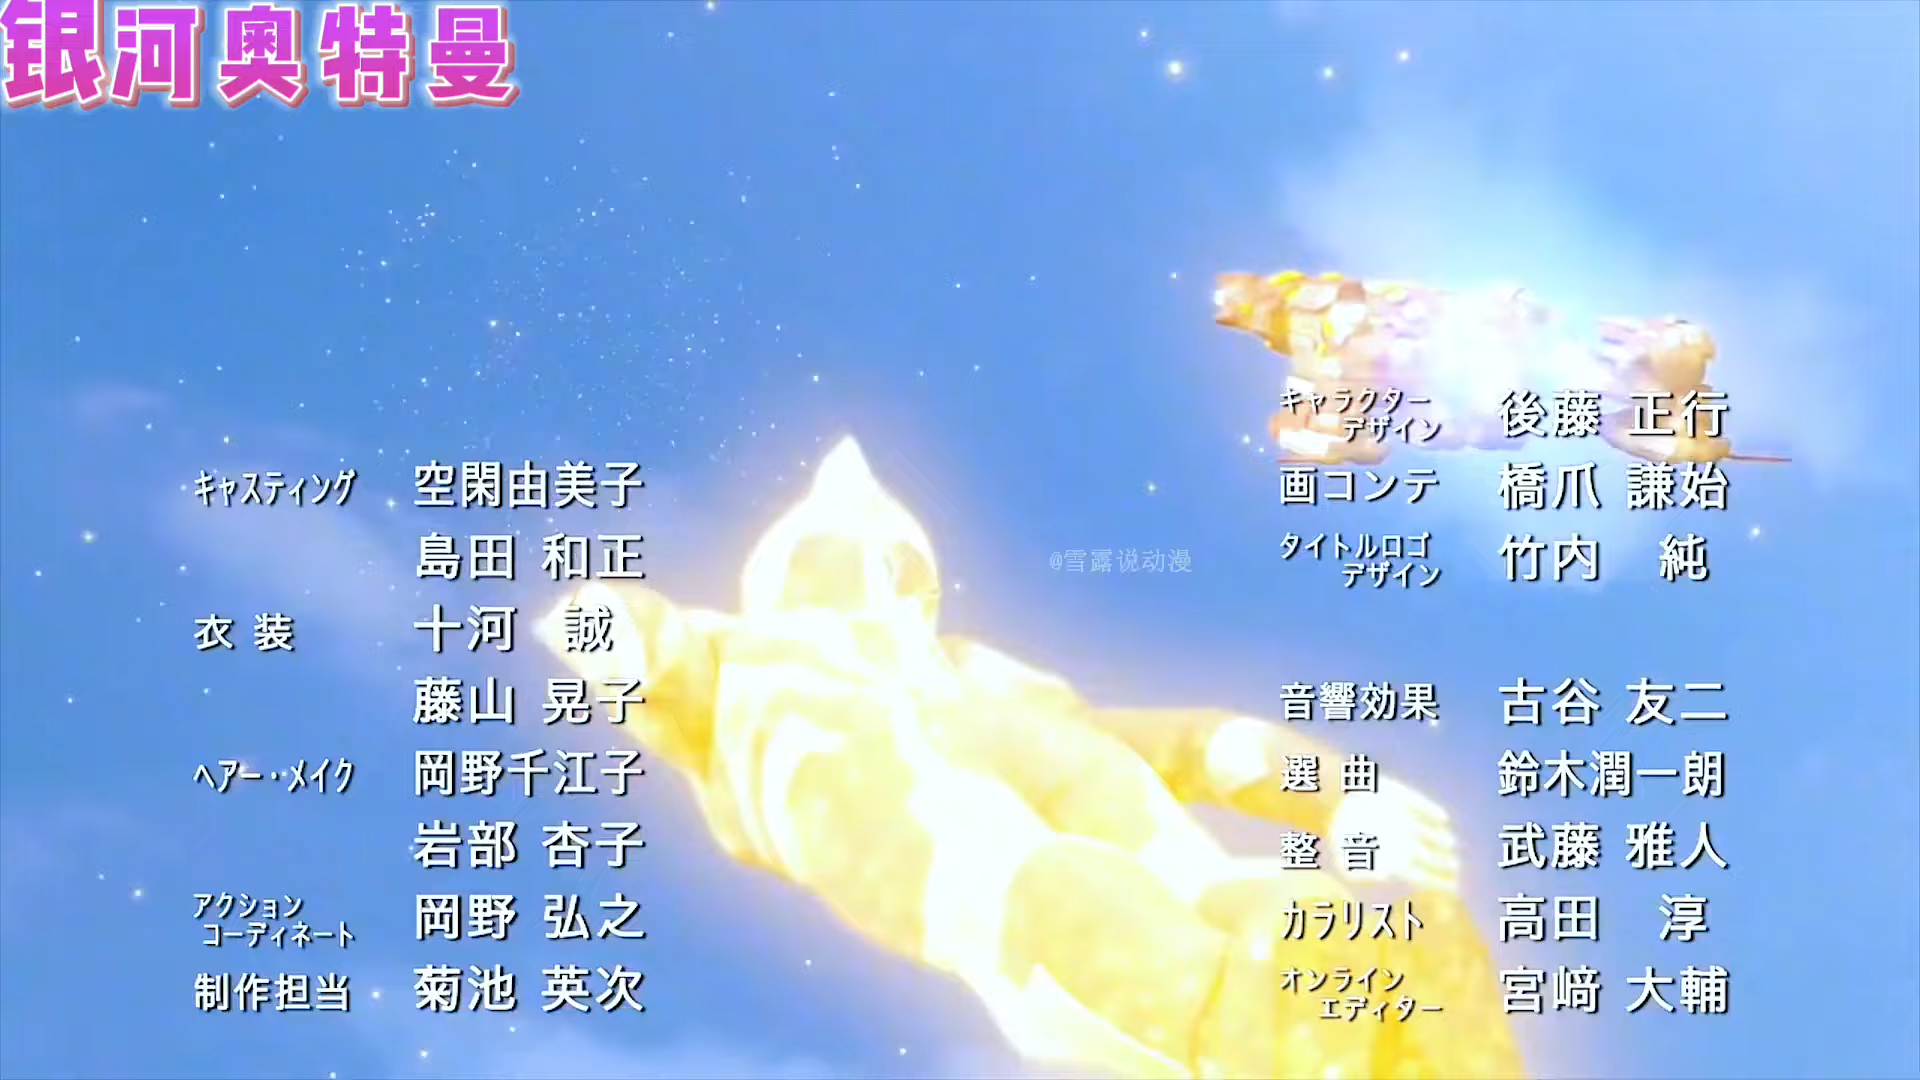 銀河奥特曼
キャスティング 空閑由美子
島田 和正
衣 装 十河 誠
藤山 晃子
ヘアー・メイク 岡野千江子
岩部 杏子
アクション
コーディネート 岡野 弘之
制作担当 菊池 英次
@雪露说动漫
キャラクター
デザイン 後藤 正行
画コンテ 橋爪 謙始
タイトルロゴ
デザイン 竹内 純
音響効果 古谷 友二
選 曲 鈴木潤一朗
整 音 武藤 雅人
カラリスト 高田 淳
オンライン
エディター 宮﨑 大輔